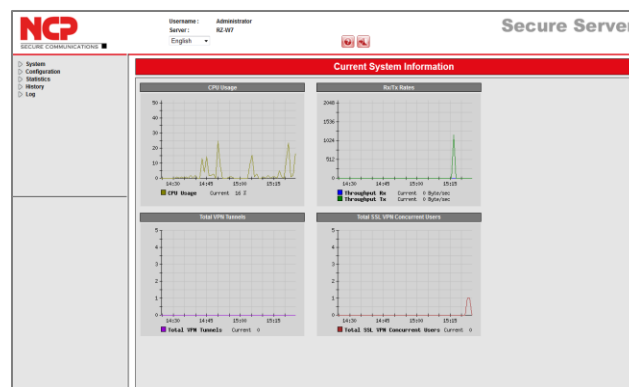 NCP
SECURE COMMUNICATIONS
Username: Administrator
Server: RZ-W7
English
Secure Server
System
Configuration
Statistics
History
Log
Current System Information
CPU Usage
50
40
30
20
10
0
14:30 14:45 15:00 15:15
CPU Usage Current 16 %
Rx/Tx Rates
2048
1536
1024
512
0
14:30 14:45 15:00 15:15
Throughput Rx Current 0 Byte/sec
Throughput Tx Current 0 Byte/sec
Total VPN Tunnels
5
4
3
2
1
0
14:30 14:45 15:00 15:15
Total VPN Tunnels Current 0
Total SSL VPN Concurrent Users
5
4
3
2
1
0
14:30 14:45 15:00 15:15
Total SSL VPN Concurrent Users Current 0